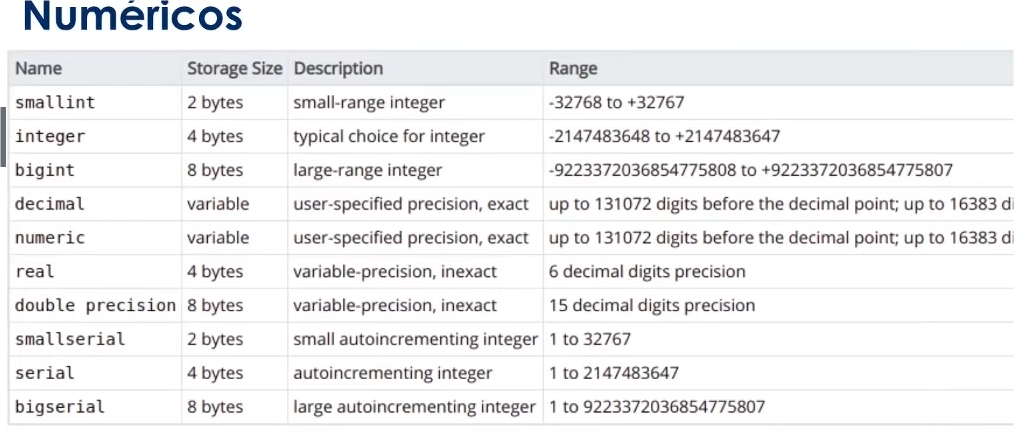 Numéricos
Name Storage Size Description Range
smallint 2 bytes small-range integer -32768 to +32767
integer 4 bytes typical choice for integer -2147483648 to +2147483647
bigint 8 bytes large-range integer -9223372036854775808 to +9223372036854775807
decimal variable user-specified precision, exact up to 131072 digits before the decimal point; up to 16383 di
numeric variable user-specified precision, exact up to 131072 digits before the decimal point; up to 16383 di
real 4 bytes variable-precision, inexact 6 decimal digits precision
double precision 8 bytes variable-precision, inexact 15 decimal digits precision
smallserial 2 bytes small autoincrementing integer 1 to 32767
serial 4 bytes autoincrementing integer 1 to 2147483647
bigserial 8 bytes large autoincrementing integer 1 to 9223372036854775807